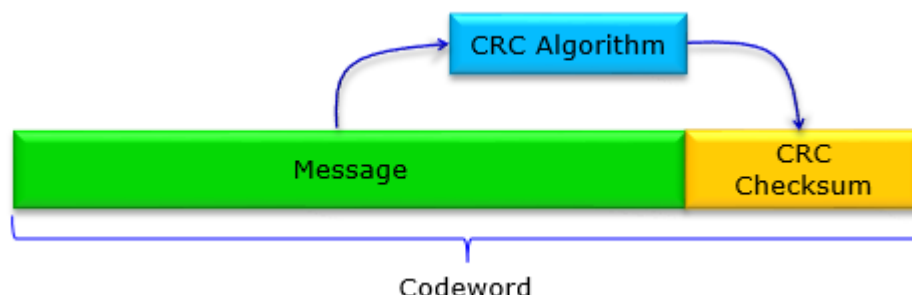 CRC Algorithm
Message
CRC
Checksum
Codeword